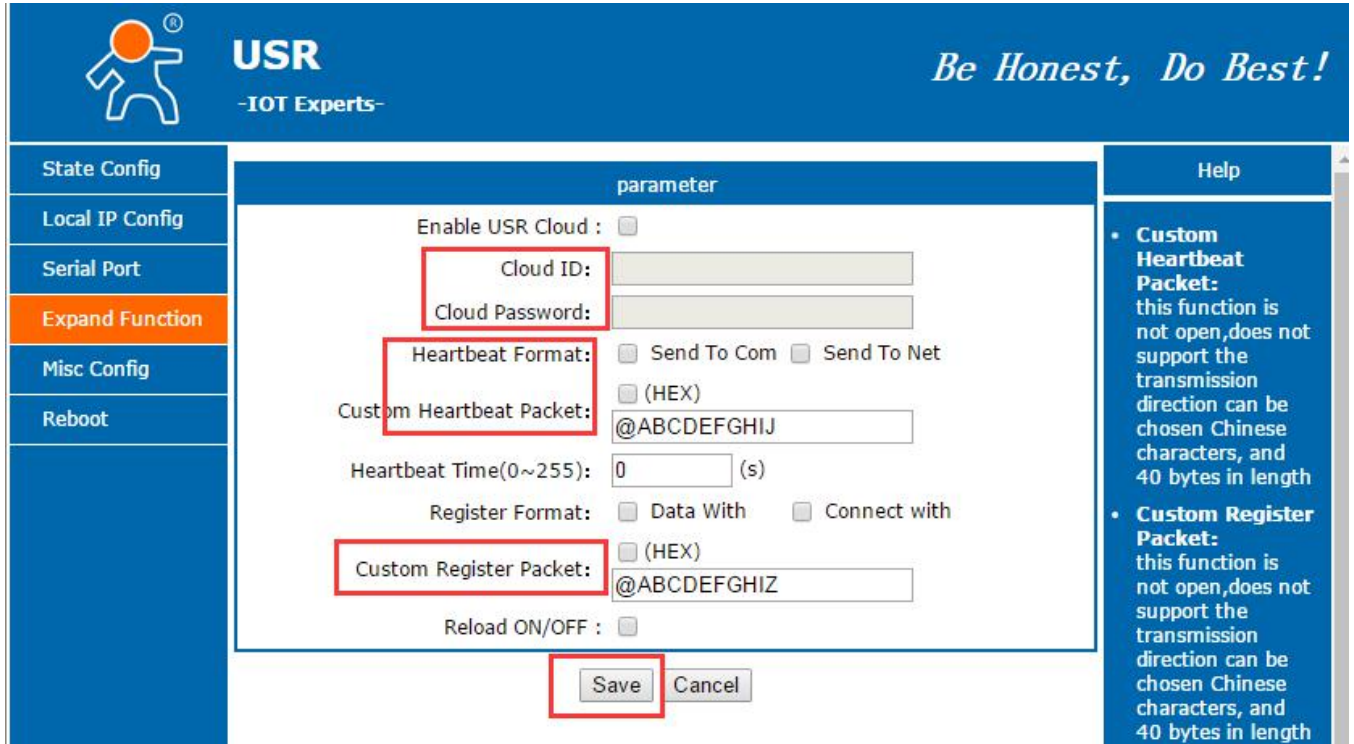 ®
USR
-IOT Experts-
Be Honest, Do Best!
State Config
Local IP Config
Serial Port
Expand Function
Misc Config
Reboot
parameter
Enable USR Cloud :
Cloud ID:
Cloud Password:
Heartbeat Format: Send To Com Send To Net
(HEX)
Custom Heartbeat Packet:
@ABCDEFGHIJ
Heartbeat Time(0~255): 0 (s)
Register Format: Data With Connect with
(HEX)
Custom Register Packet:
@ABCDEFGHIZ
Reload ON/OFF :
Save Cancel
Help
• Custom
Heartbeat
Packet:
this function is
not open,does not
support the
transmission
direction can be
chosen Chinese
characters, and
40 bytes in length
• Custom Register
Packet:
this function is
not open,does not
support the
transmission
direction can be
chosen Chinese
characters, and
40 bytes in length